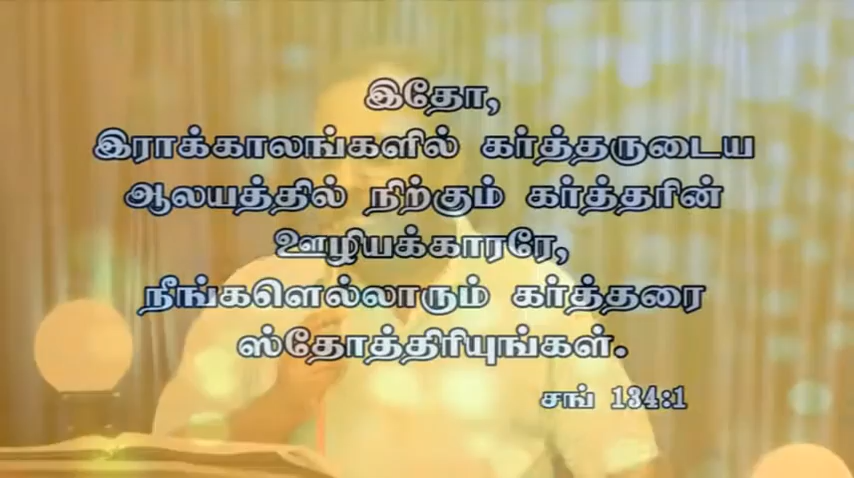 இதோ,
இராக்காலங்களில் கர்த்தருடைய
ஆலயத்தில் நிற்கும் கர்த்தரின்
ஊழியக்காரரே,
நீங்களெல்லாரும் கர்த்தரை
ஸ்தோத்திரியுங்கள்.
சங் 134:1